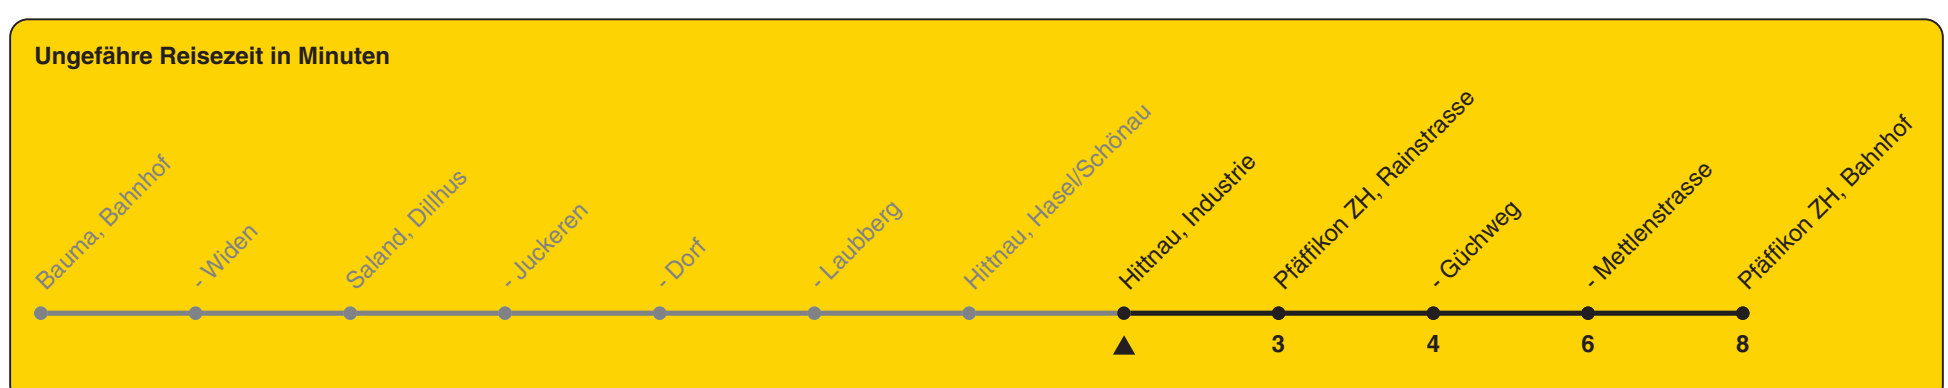 Ungefähre Reisezeit in Minuten
Bauma, Bahnhof
- Widen
Saland, Dillhus
- Juckeren
- Dorf
- Laubberg
Hittnau, Hasel/Schönau
Hittnau, Industrie
Pfäffikon ZH, Rainstrasse
- Güchweg
- Mettlenstrasse
Pfäffikon ZH, Bahnhof
3 4 6 8